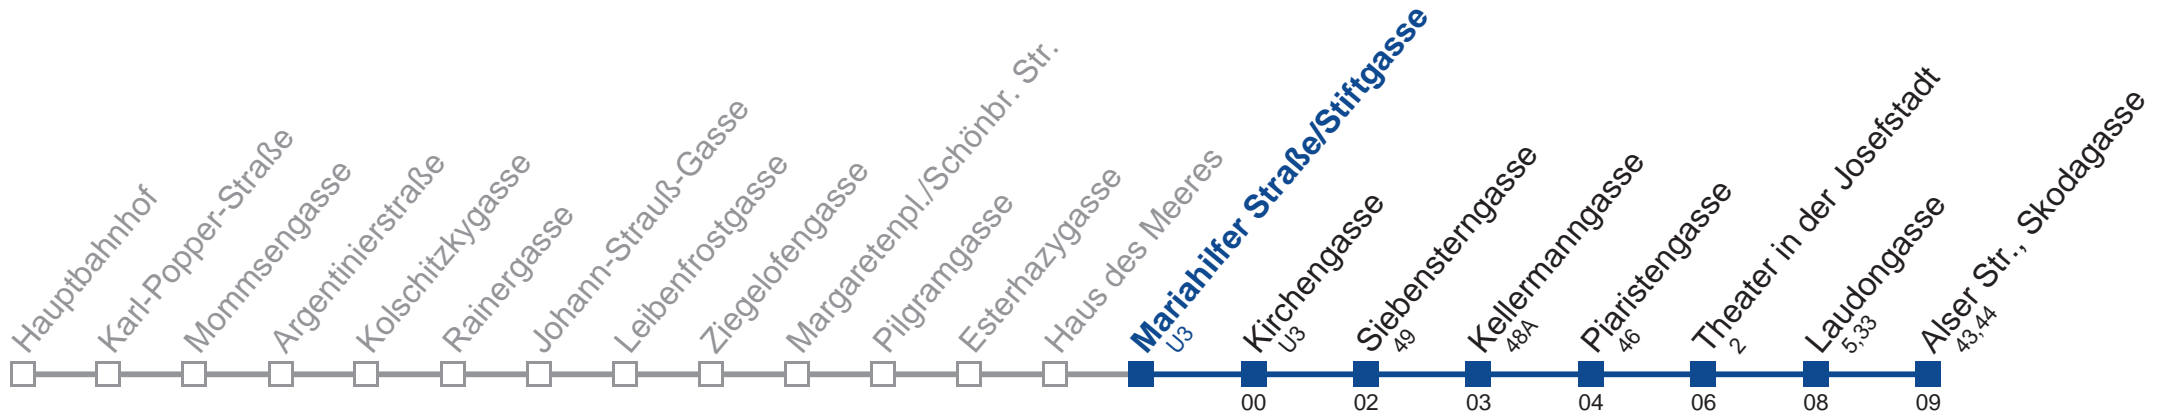 Hauptbahnhof
Karl-Popper-Straße
Mommsengasse
Argentinierstraße
Kolschitzkygasse
Rainergasse
Johann-Strauß-Gasse
Leibenfrostgasse
Ziegelofengasse
Margaretenpl./Schönbr. Str.
Pilgramgasse
Esterhazygasse
Haus des Meeres
Mariahilfer Straße/Stiftgasse
U3
Kirchengasse
U3
Siebensterngasse
49
Kellermanngasse
48A
Piaristengasse
46
Theater in der Josefstadt
2
Laudongasse
5,33
Alser Str., Skodagasse
43,44
00 02 03 04 06 08 09